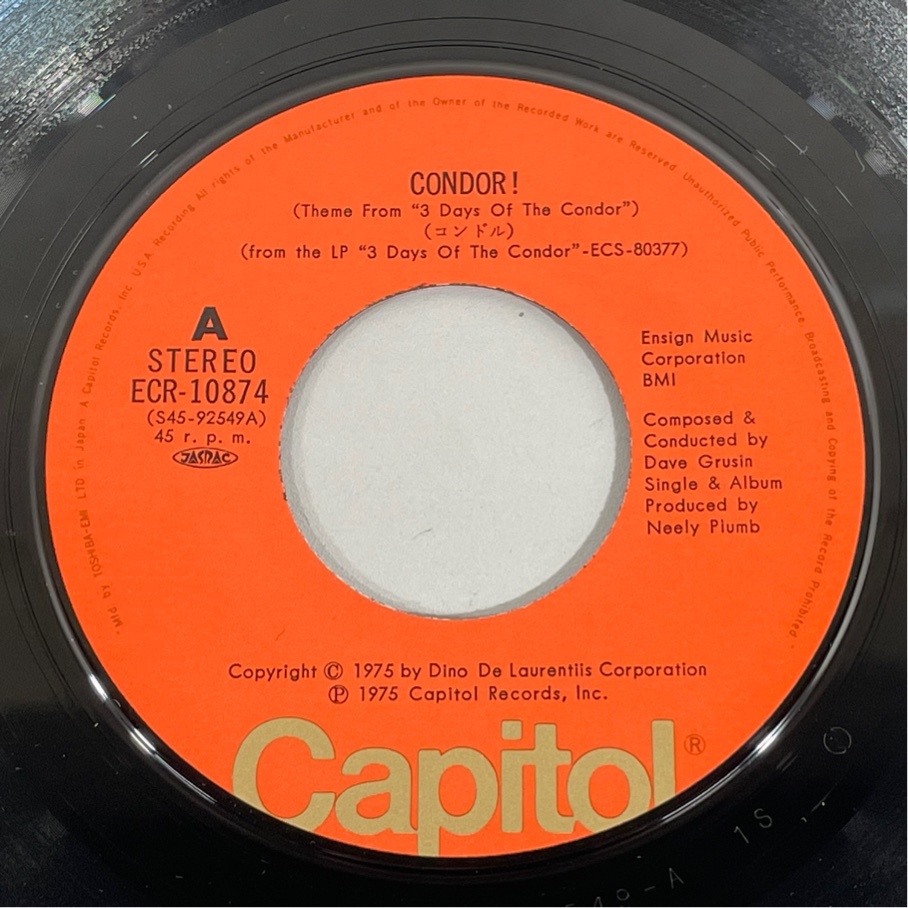 Mfd by TOSHIBA-EMI LTD in Japan A Capitol Records, Inc. U.S.A. Recording All rights of the Manufacturer and of the Owner of the Recorded Work are Reserved Unauthorized Public Performance, Broadcasting and Copying of the Record Prohibited
CONDOR!
(Theme From “3 Days Of The Condor”)
(コンドル)
(from the LP “3 Days Of The Condor”-ECS-80377)
A
STEREO
ECR-10874
(S45-92549A)
45 r. p. m.
JASRAC
Ensign Music
Corporation
BMI
Composed &
Conducted by
Dave Grusin
Single & Album
Produced by
Neely Plumb
Copyright Ⓒ 1975 by Dino De Laurentiis Corporation
Ⓟ 1975 Capitol Records, Inc.
Capitol®
1S